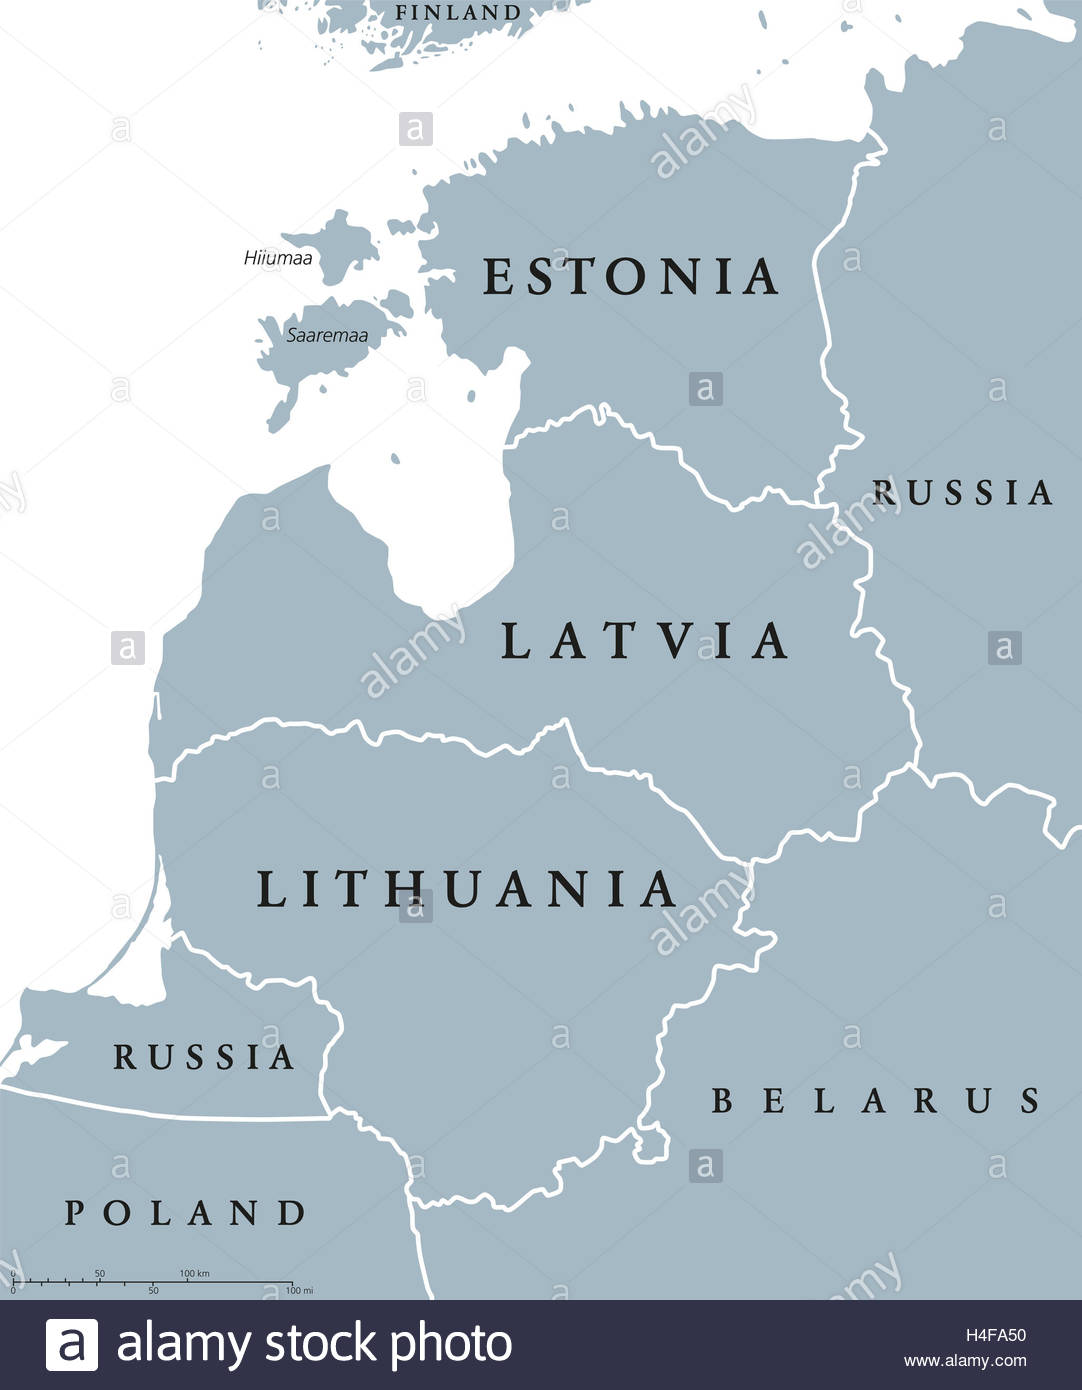 FINLAND
Hiiumaa
ESTONIA
Saaremaa
RUSSIA
LATVIA
LITHUANIA
RUSSIA
BELARUS
POLAND
0 50 100 km
0 50 100 mi
a alamy stock photo
H4FA50
www.alamy.com
a
alamy